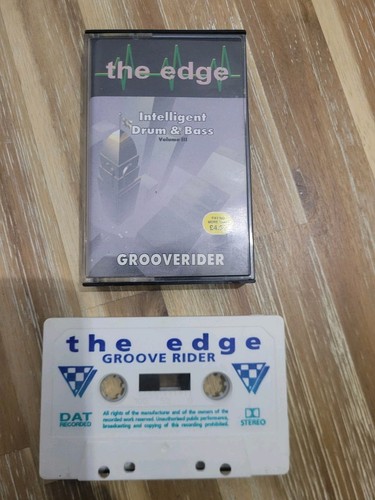 the edge
Intelligent
Drum & Bass
Volume III
£4.
GROOVERIDER
the edge
GROOVE RIDER
DAT
RECORDED
All rights of the manufacturer and of the owners of the
recorded work reserved. Unauthorised public performance,
broadcasting and copying of this recording prohibited.
STEREO